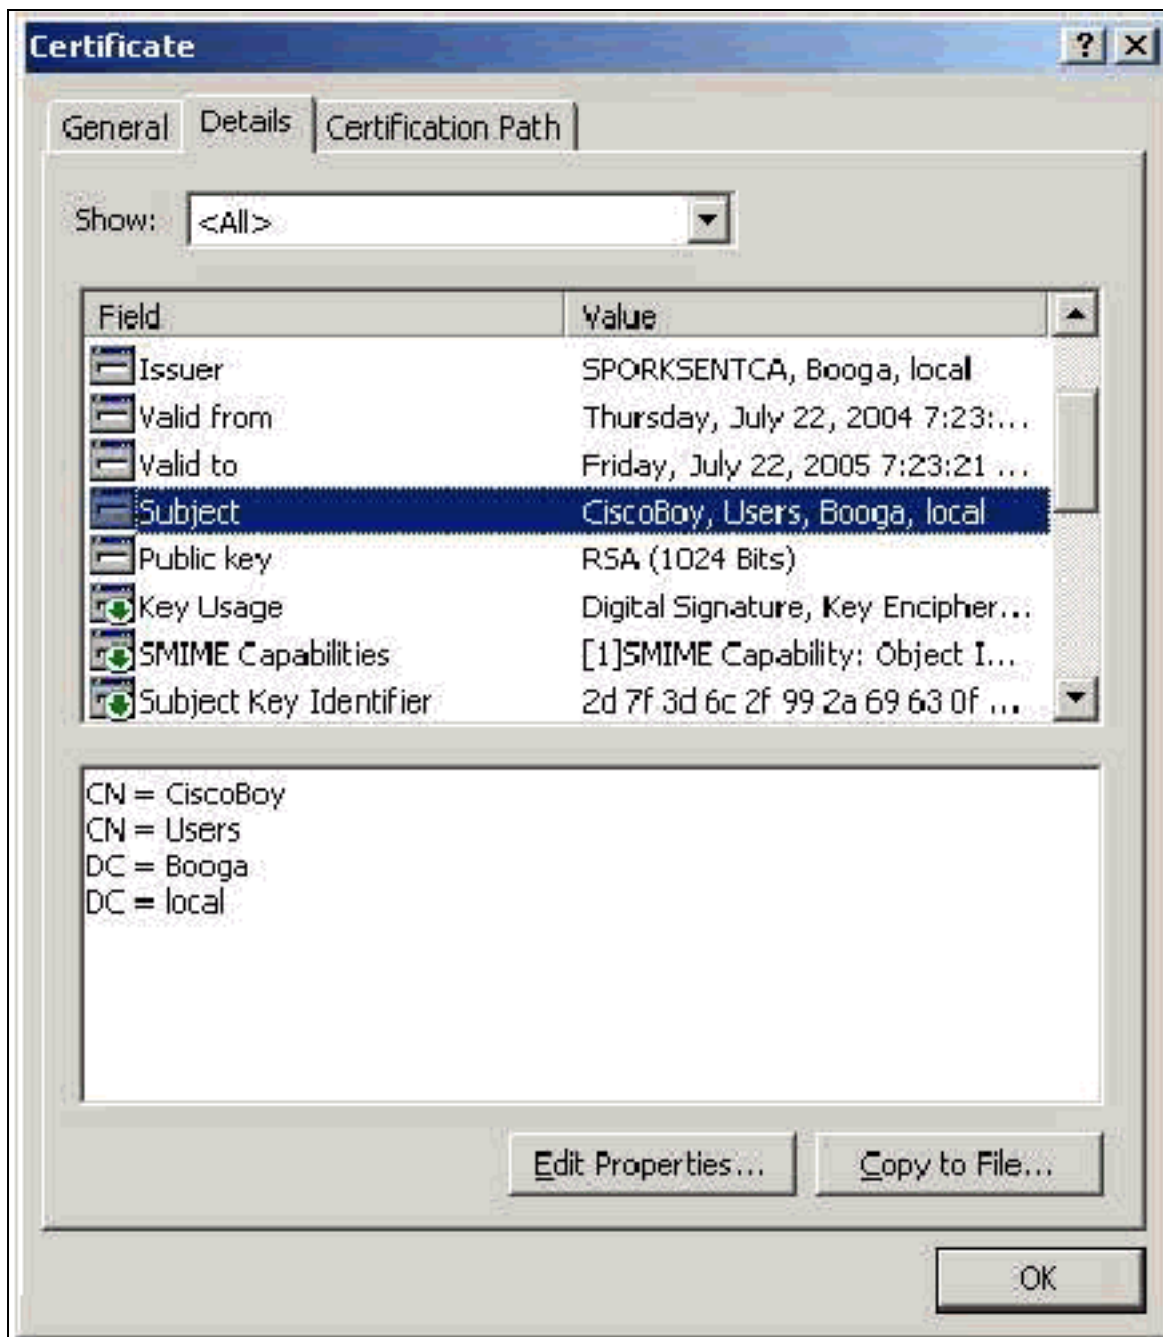 Certificate
General Details Certification Path
Show: <All>
Field Value
Issuer SPORKSENTCA, Booga, local
Valid from Thursday, July 22, 2004 7:23:...
Valid to Friday, July 22, 2005 7:23:21 ...
Subject CiscoBoy, Users, Booga, local
Public key RSA (1024 Bits)
Key Usage Digital Signature, Key Encipher...
SMIME Capabilities [1]SMIME Capability: Object I...
Subject Key Identifier 2d 7f 3d 6c 2f 99 2a 69 63 0f ...
CN = CiscoBoy
CN = Users
DC = Booga
DC = local
Edit Properties... Copy to File...
OK